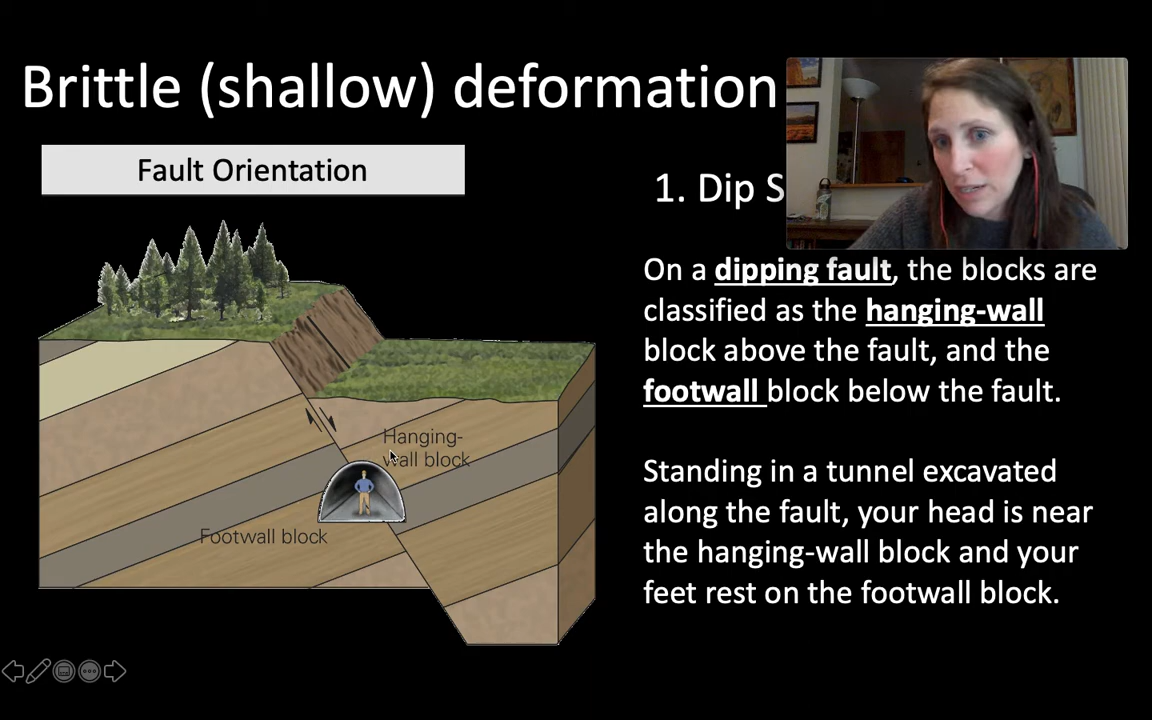 Brittle (shallow) deformation
Fault Orientation
1. Dip S
On a dipping fault, the blocks are
classified as the hanging-wall
block above the fault, and the
footwall block below the fault.
Standing in a tunnel excavated
along the fault, your head is near
the hanging-wall block and your
feet rest on the footwall block.
Hanging-
wall block
Footwall block